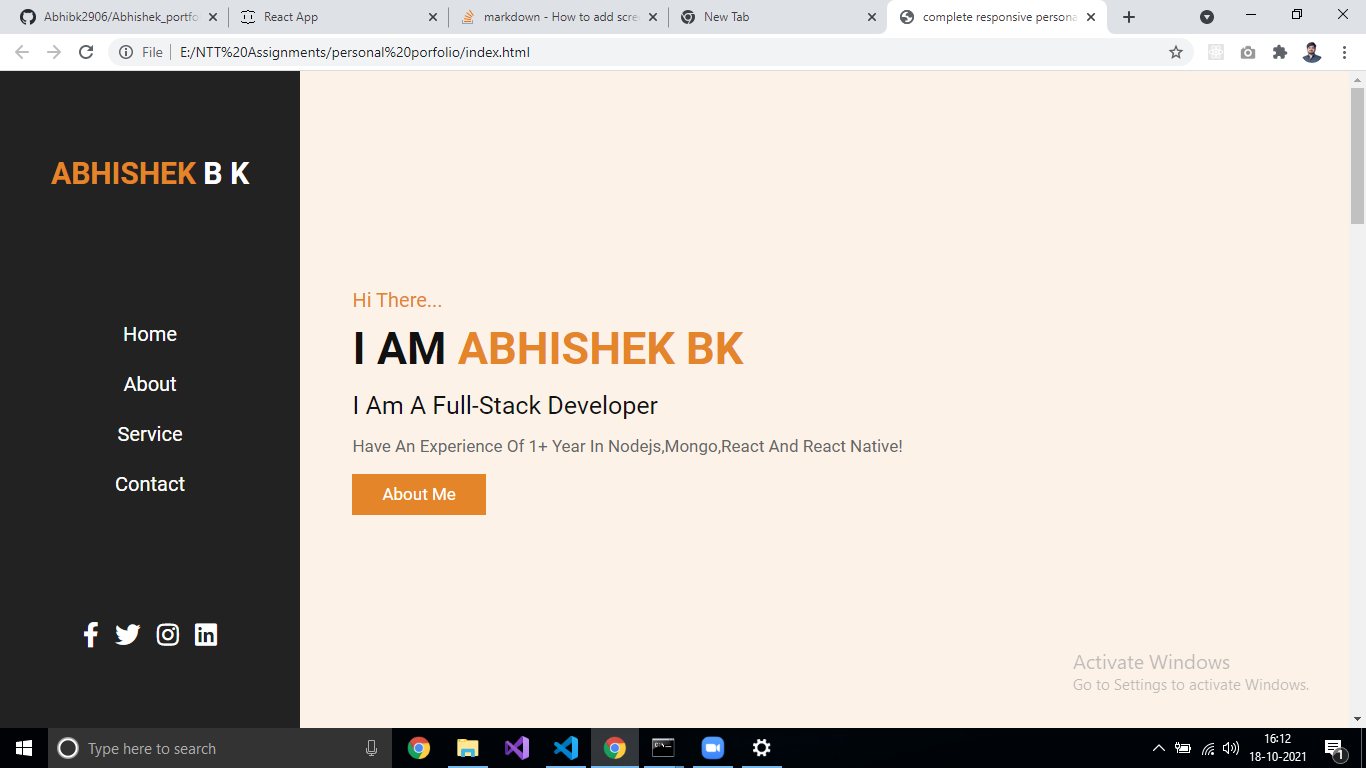 Abhibk2906/Abhishek_portfo
React App
markdown - How to add scre
New Tab
complete responsive persona
File
E:/NTT%20Assignments/personal%20porfolio/index.html
ABHISHEK B K
Home
About
Service
Contact
Hi There...
I AM ABHISHEK BK
I Am A Full-Stack Developer
Have An Experience Of 1+ Year In Nodejs,Mongo,React And React Native!
About Me
Activate Windows
Go to Settings to activate Windows.
Type here to search
16:12
18-10-2021
1